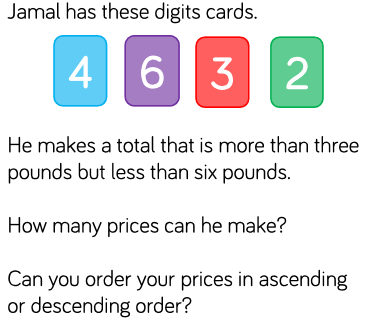 Jamal has these digits cards.
4 6 3 2
He makes a total that is more than three
pounds but less than six pounds.
How many prices can he make?
Can you order your prices in ascending
or descending order?